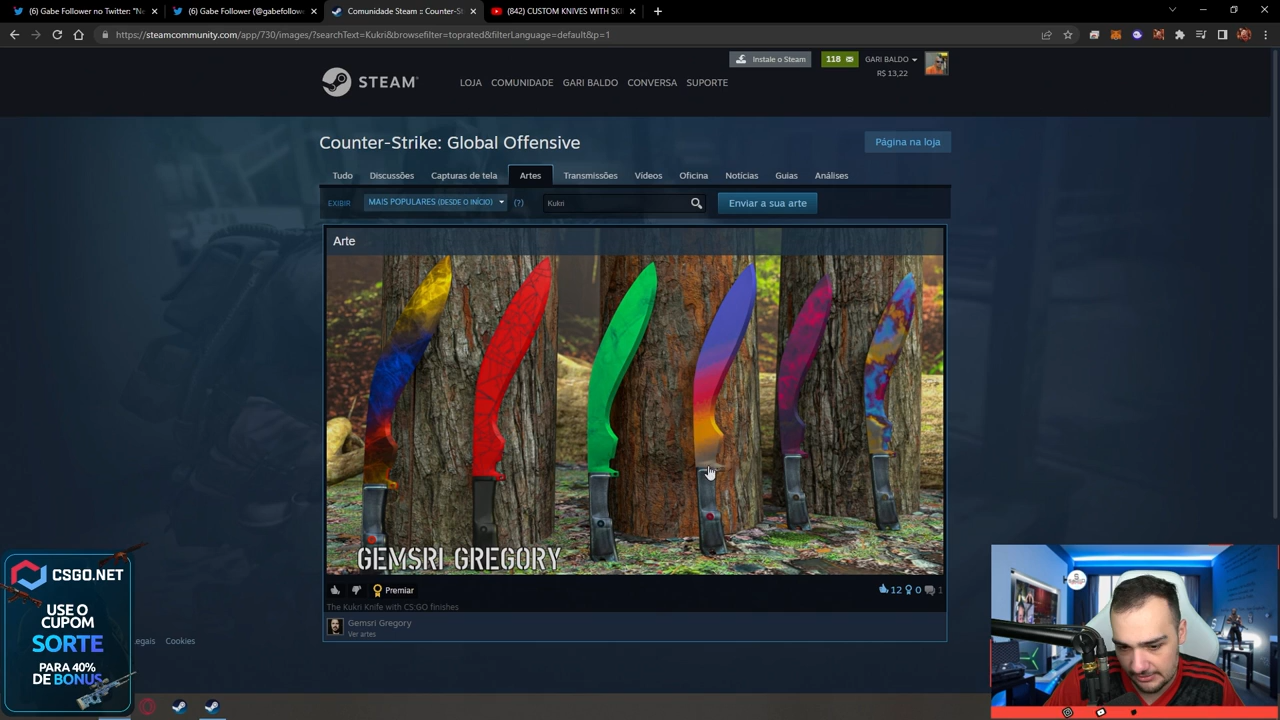 (6) Gabe Follower no Twitter: "Ne
(6) Gabe Follower (@gabefollowe
Comunidade Steam :: Counter-St
(842) CUSTOM KNIVES WITH SK
https://steamcommunity.com/app/730/images/?searchText=Kukri&browsefilter=toprated&filterLanguage=default&p=1
Instale o Steam
118
GARI BALDO
R$ 13,22
STEAM
LOJA COMUNIDADE GARI BALDO CONVERSA SUPORTE
Counter-Strike: Global Offensive
Página na loja
Tudo Discussões Capturas de tela Artes Transmissões Vídeos Oficina Notícias Guias Análises
EXIBIR MAIS POPULARES (DESDE O INÍCIO) (?) Kukri Enviar a sua arte
Arte
GEMSRI GREGORY
Premiar
12 0 1
The Kukri Knife with CS:GO finishes
Gemsri Gregory
Ver artes
Legais Cookies
CSGO.NET
USE O
CUPOM
SORTE
PARA 40%
DE BONUS